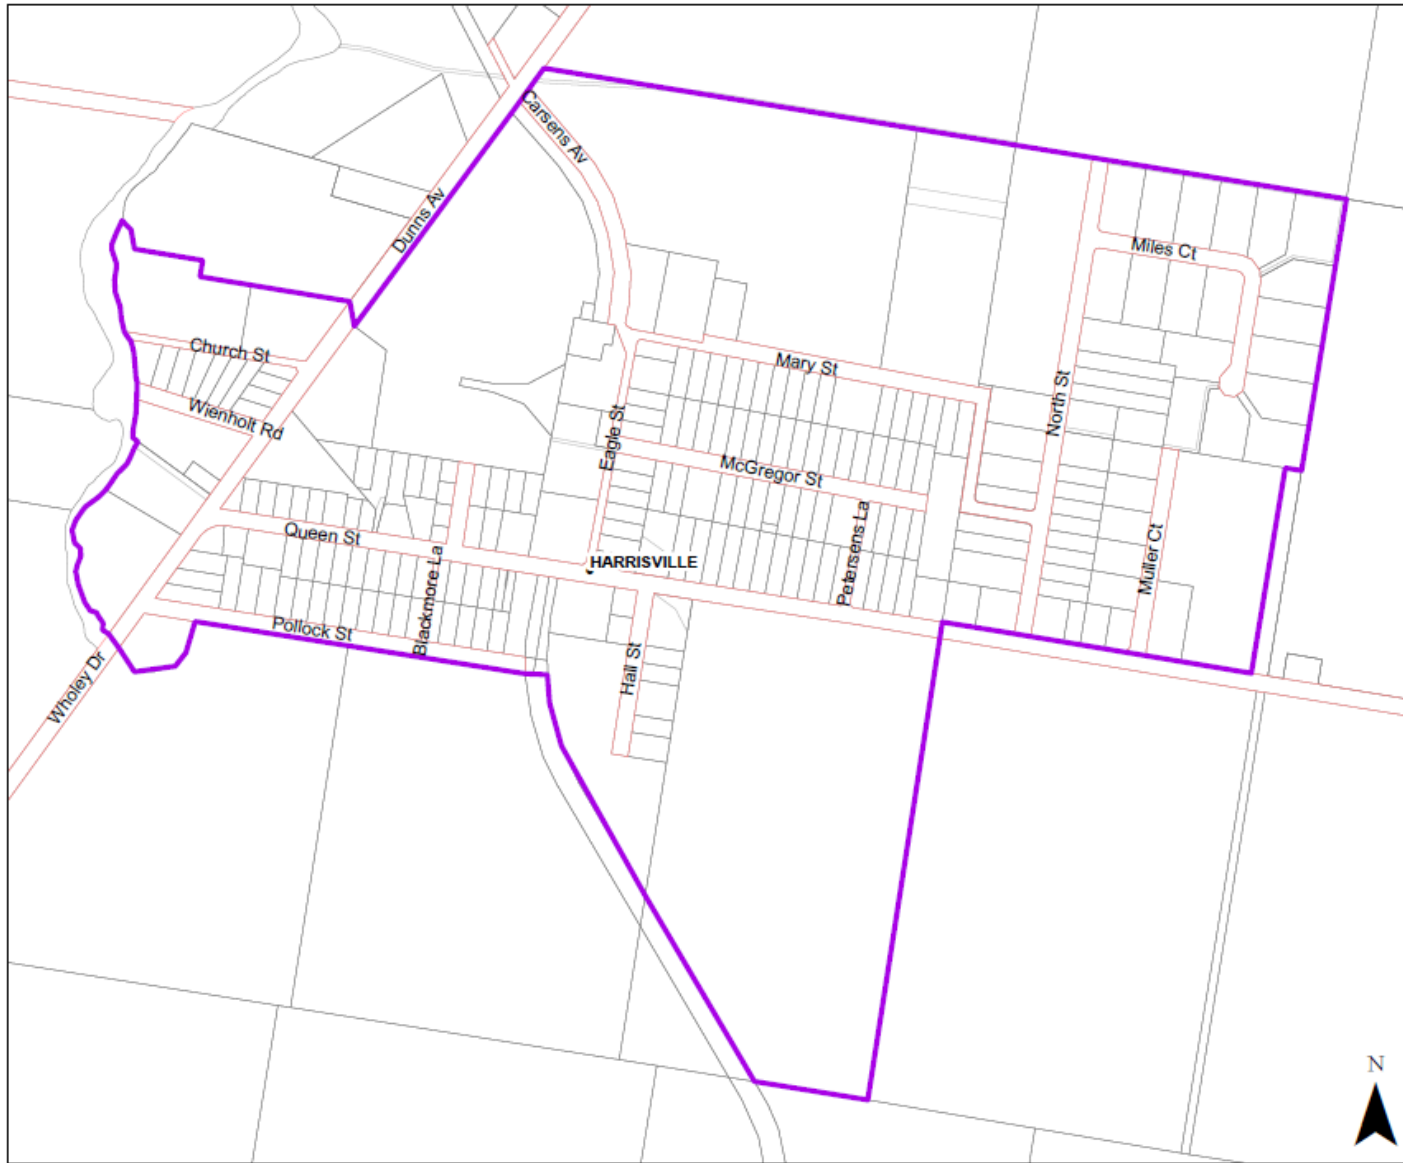 Carsens Av
Dunns Av
Miles Ct
Church St
Mary St
North St
Wienholt Rd
Eagle St
McGregor St
Queen St
Petersens La
Muller Ct
HARRISVILLE
Blackmore La
Pollock St
Hall St
Wholey Dr
N